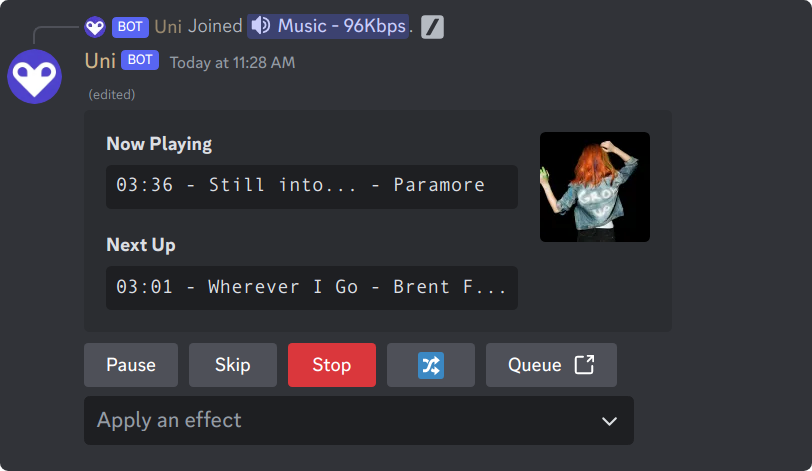 BOT Uni Joined Music - 96Kbps.
Uni BOT Today at 11:28 AM
(edited)
Now Playing
03:36 - Still into... - Paramore
Next Up
03:01 - Wherever I Go - Brent F...
Pause Skip Stop Queue
Apply an effect